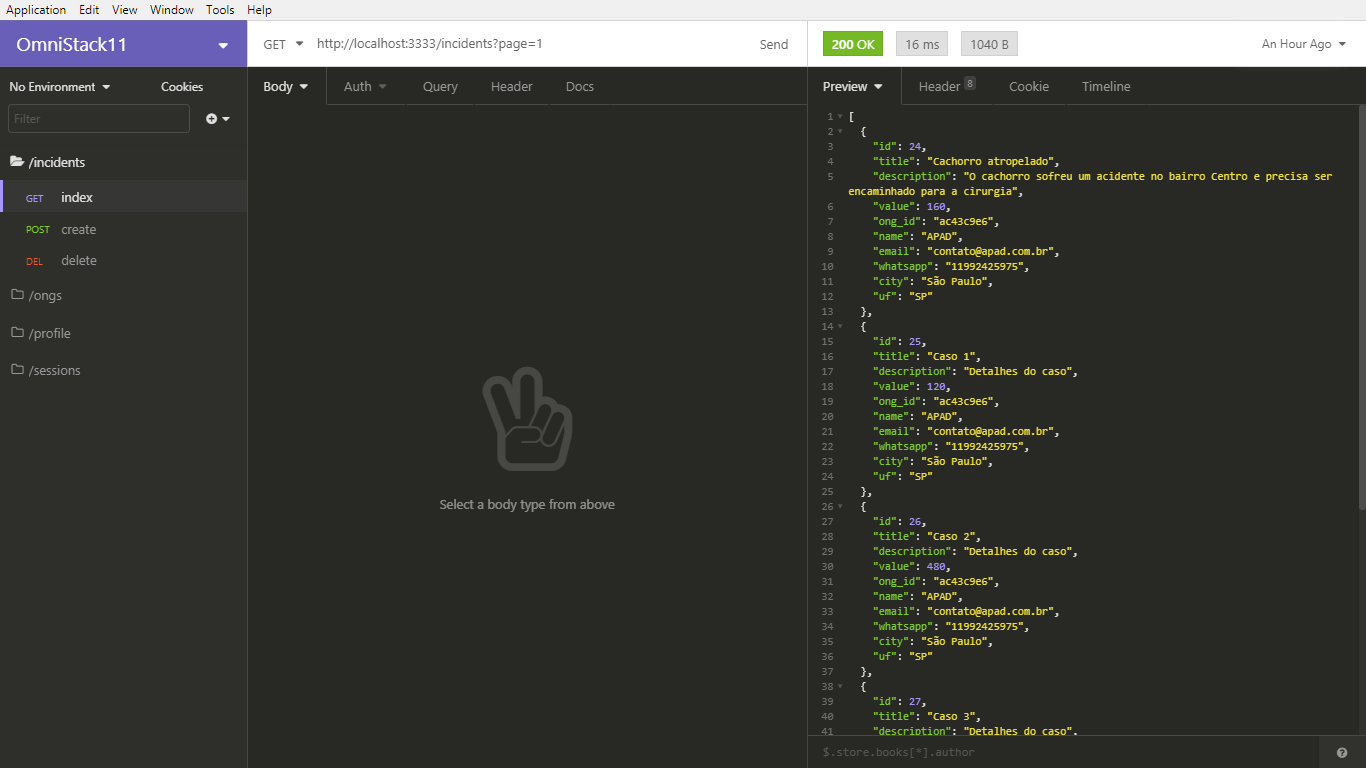 Application Edit View Window Tools Help
OmniStack11
GET http://localhost:3333/incidents?page=1 Send
200 OK 16 ms 1040 B An Hour Ago
No Environment Cookies
Filter
/incidents
GET index
POST create
DEL delete
/ongs
/profile
/sessions
Body Auth Query Header Docs
Select a body type from above
Preview Header 8 Cookie Timeline
1 [
2 {
3 "id": 24,
4 "title": "Cachorro atropelado",
5 "description": "O cachorro sofreu um acidente no bairro Centro e precisa ser
encaminhado para a cirurgia",
6 "value": 160,
7 "ong_id": "ac43c9e6",
8 "name": "APAD",
9 "email": "contato@apad.com.br",
10 "whatsapp": "11992425975",
11 "city": "São Paulo",
12 "uf": "SP"
13 },
14 {
15 "id": 25,
16 "title": "Caso 1",
17 "description": "Detalhes do caso",
18 "value": 120,
19 "ong_id": "ac43c9e6",
20 "name": "APAD",
21 "email": "contato@apad.com.br",
22 "whatsapp": "11992425975",
23 "city": "São Paulo",
24 "uf": "SP"
25 },
26 {
27 "id": 26,
28 "title": "Caso 2",
29 "description": "Detalhes do caso",
30 "value": 480,
31 "ong_id": "ac43c9e6",
32 "name": "APAD",
33 "email": "contato@apad.com.br",
34 "whatsapp": "11992425975",
35 "city": "São Paulo",
36 "uf": "SP"
37 },
38 {
39 "id": 27,
40 "title": "Caso 3",
41 "description": "Detalhes do caso",
$.store.books[*].author